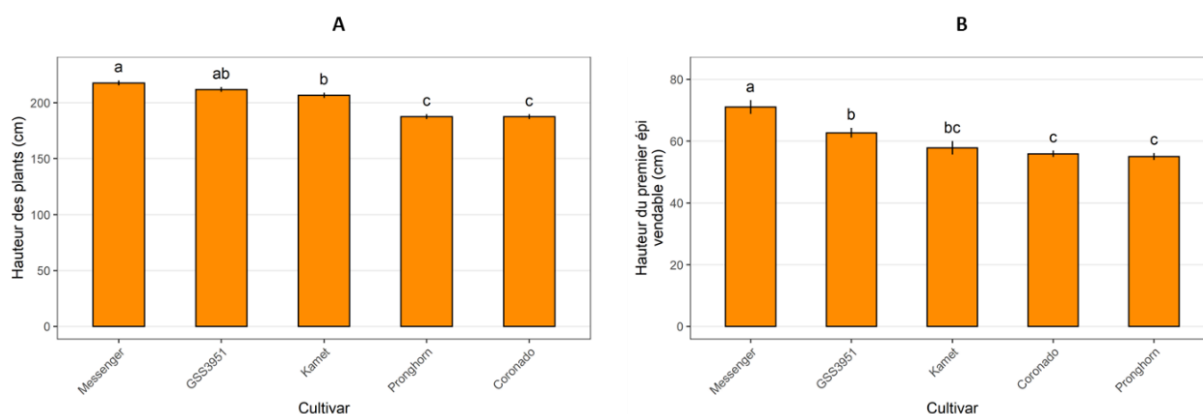 A
Hauteur des plants (cm)
200
150
100
50
0
a
ab
b
c
c
Messenger
GSS3951
Kamet
Pronghorn
Coronado
Cultivar
B
Hauteur du premier épi
vendable (cm)
80
60
40
20
0
a
b
bc
c
c
Messenger
GSS3951
Kamet
Coronado
Pronghorn
Cultivar